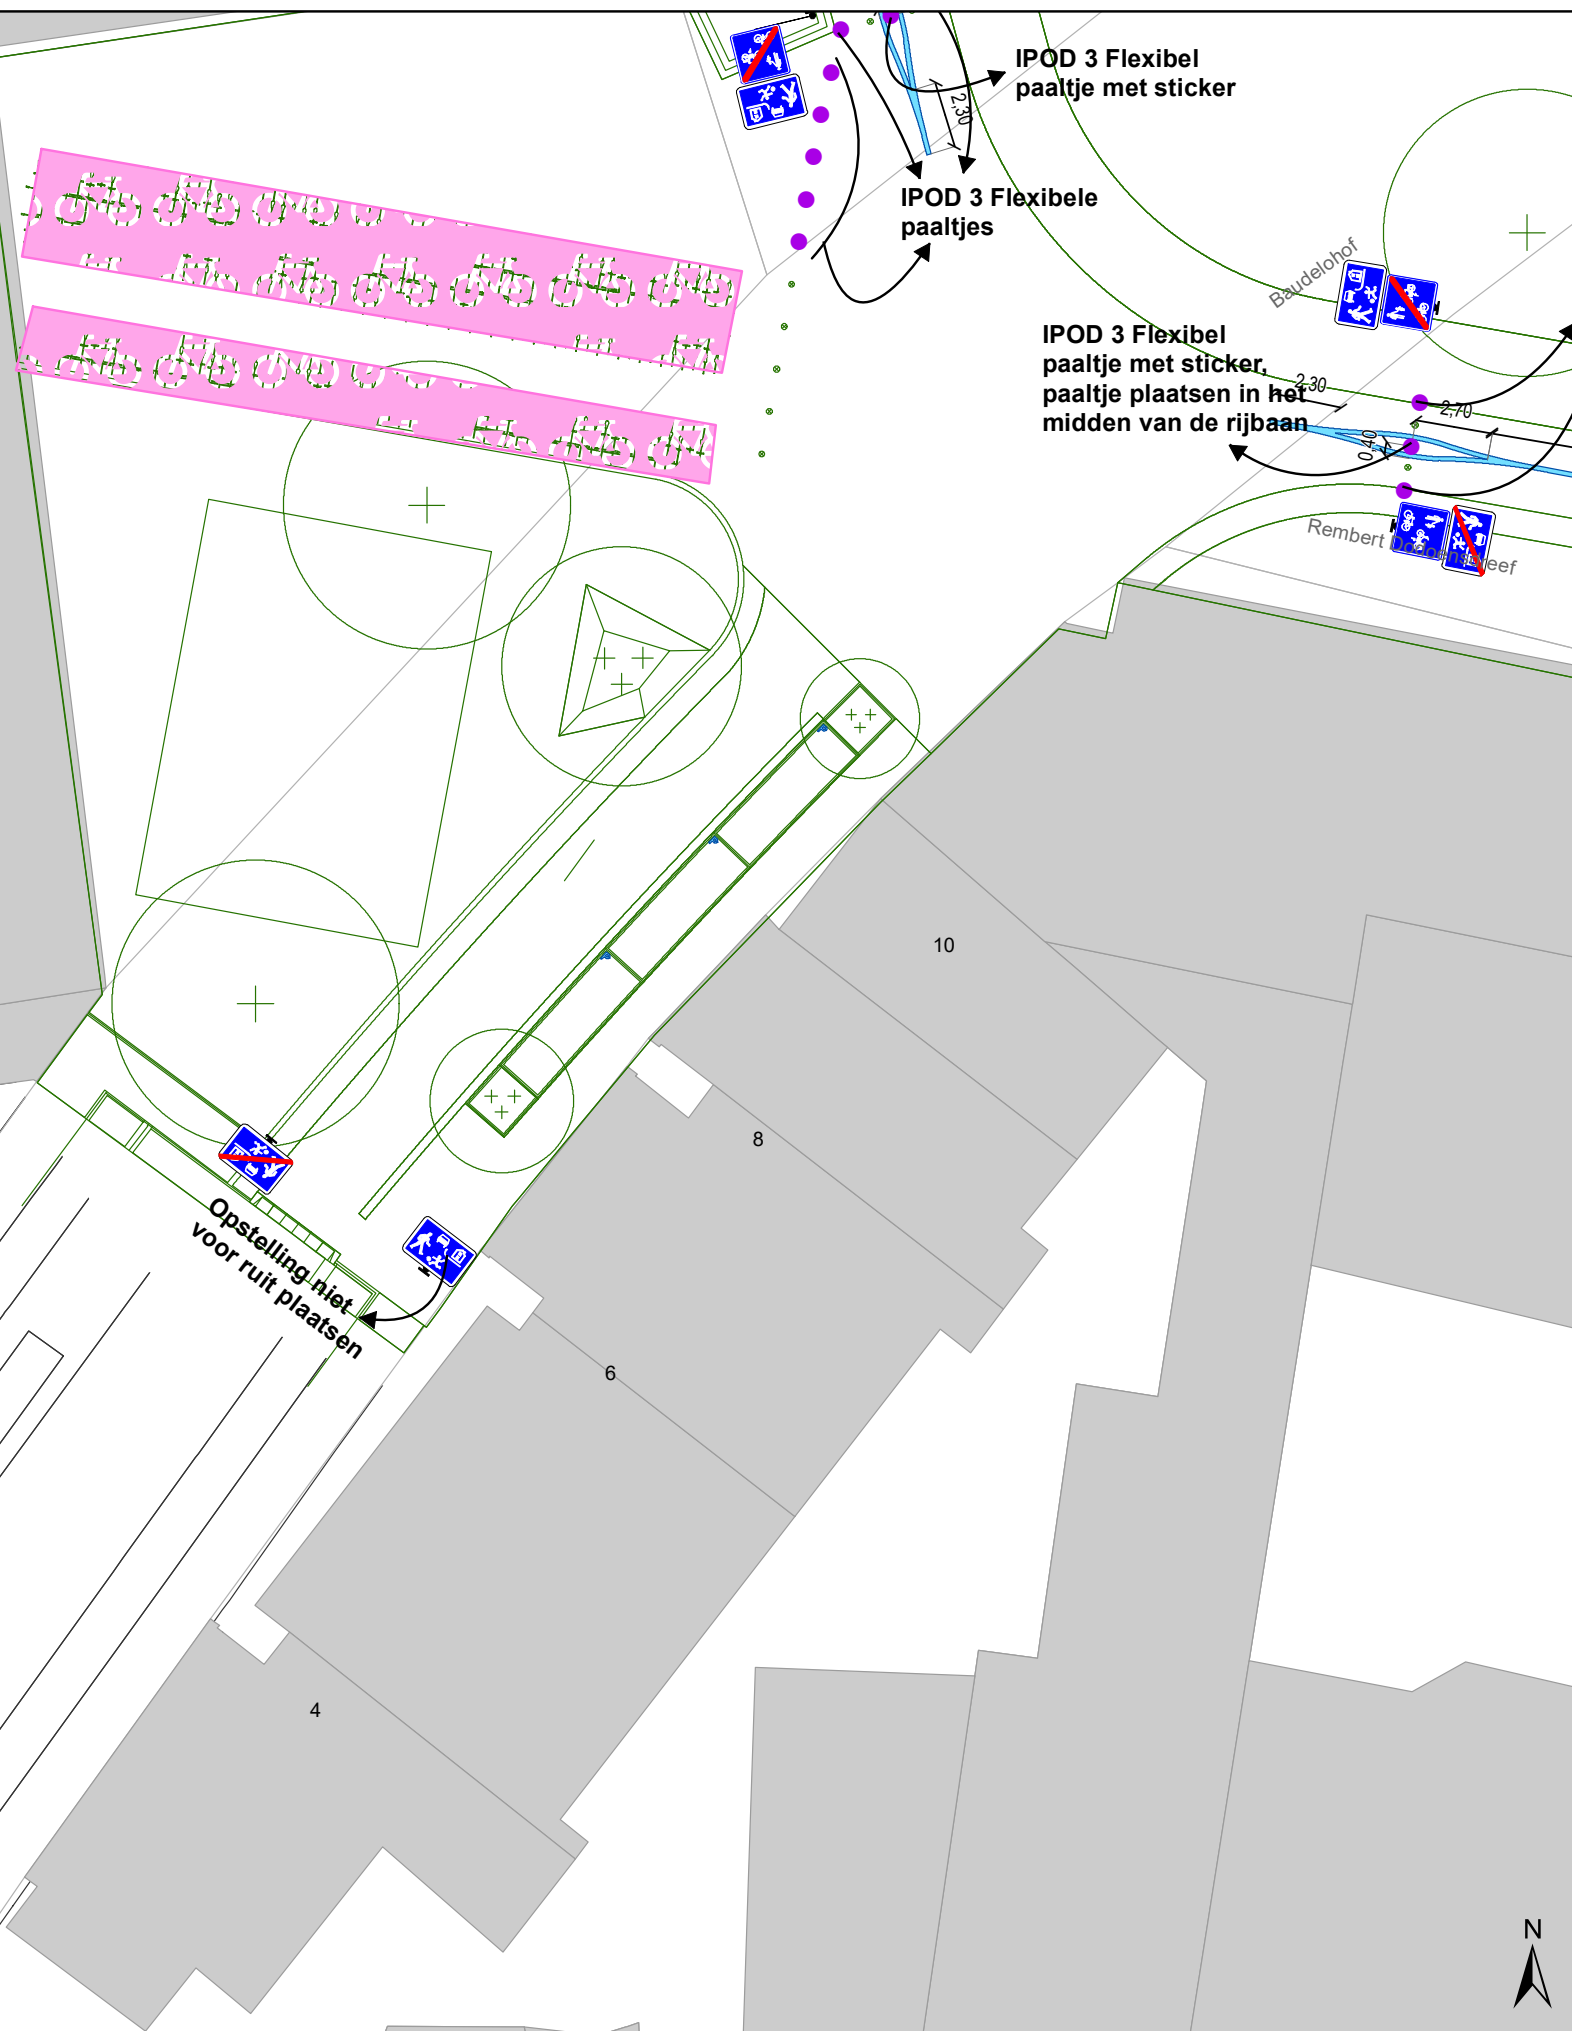 IPOD 3 Flexibel
paaltje met sticker
2,30
IPOD 3 Flexibele
paaltjes
Baudelohof
IPOD 3 Flexibel
paaltje met sticker,
paaltje plaatsen in het
midden van de rijbaan
2,30
2,70
0,40
Rembert Dodoensdreef
10
8
Opstelling niet
voor ruit plaatsen
6
4
N